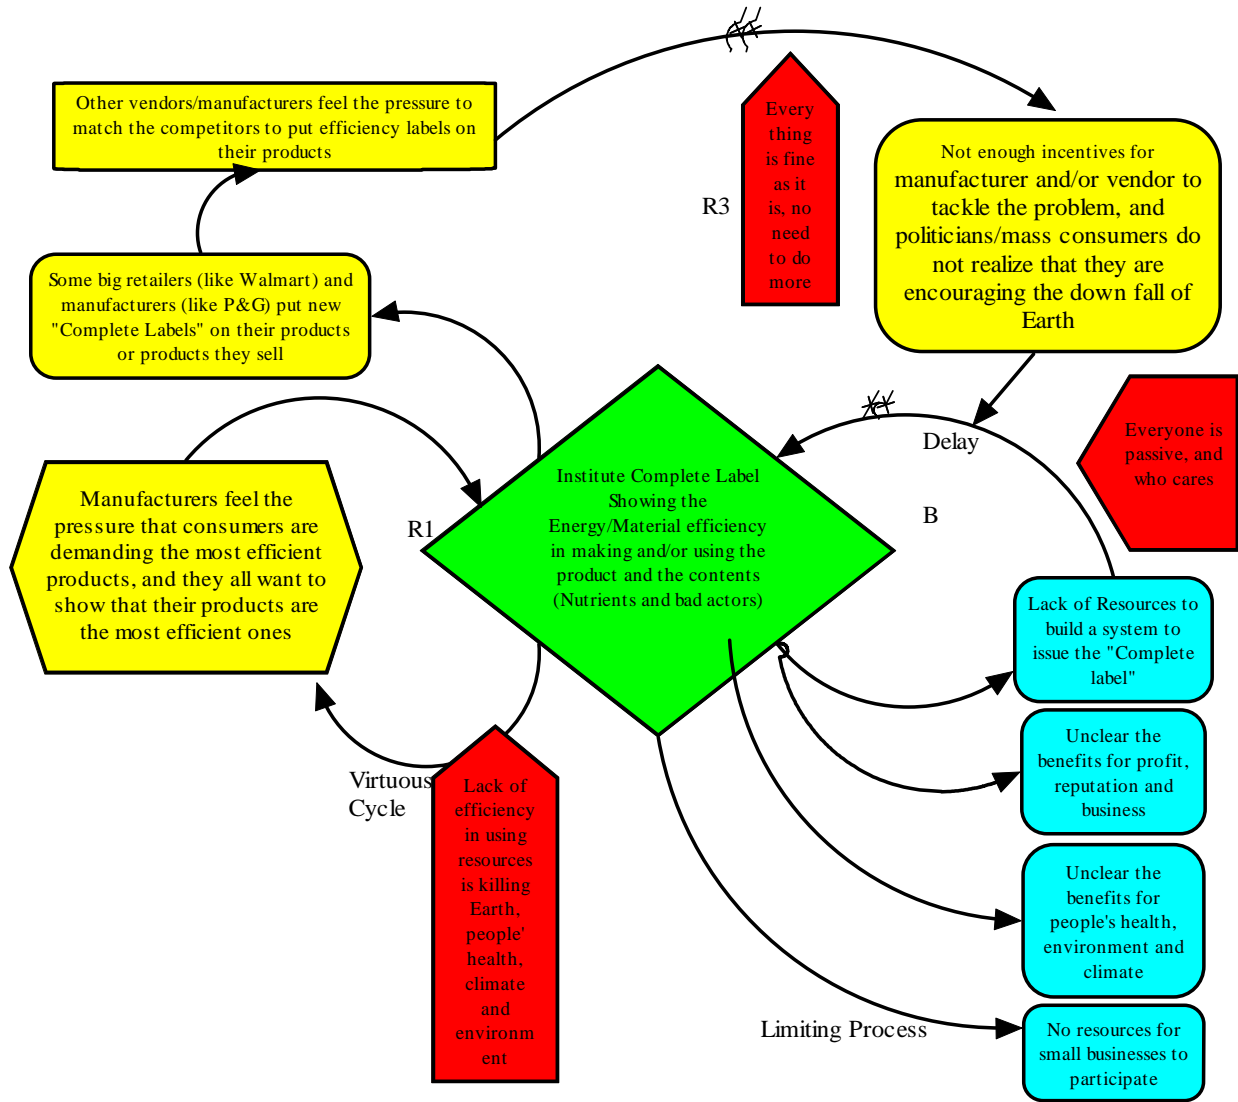 Other vendors/manufacturers feel the pressure to
match the competitors to put efficiency labels on
their products
Every
thing
is fine
as it
is, no
need
to do
more
R3
Not enough incentives for
manufacturer and/or vendor to
tackle the problem, and
politicians/mass consumers do
not realize that they are
encouraging the down fall of
Earth
Some big retailers (like Walmart) and
manufacturers (like P&G) put new
"Complete Labels" on their products
or products they sell
Delay
Everyone is
passive, and
who cares
Manufacturers feel the
pressure that consumers are
demanding the most efficient
products, and they all want to
show that their products are
the most efficient ones
R1
Institute Complete Label
Showing the
Energy/Material efficiency
in making and/or using the
product and the contents
(Nutrients and bad actors)
B
Lack of Resources to
build a system to
issue the "Complete
label"
Unclear the
benefits for profit,
reputation and
business
Virtuous
Cycle
Lack of
efficiency
in using
resources
is killing
Earth,
people'
health,
climate
and
environm
ent
Unclear the
benefits for
people's health,
environment and
climate
Limiting Process
No resources for
small businesses to
participate